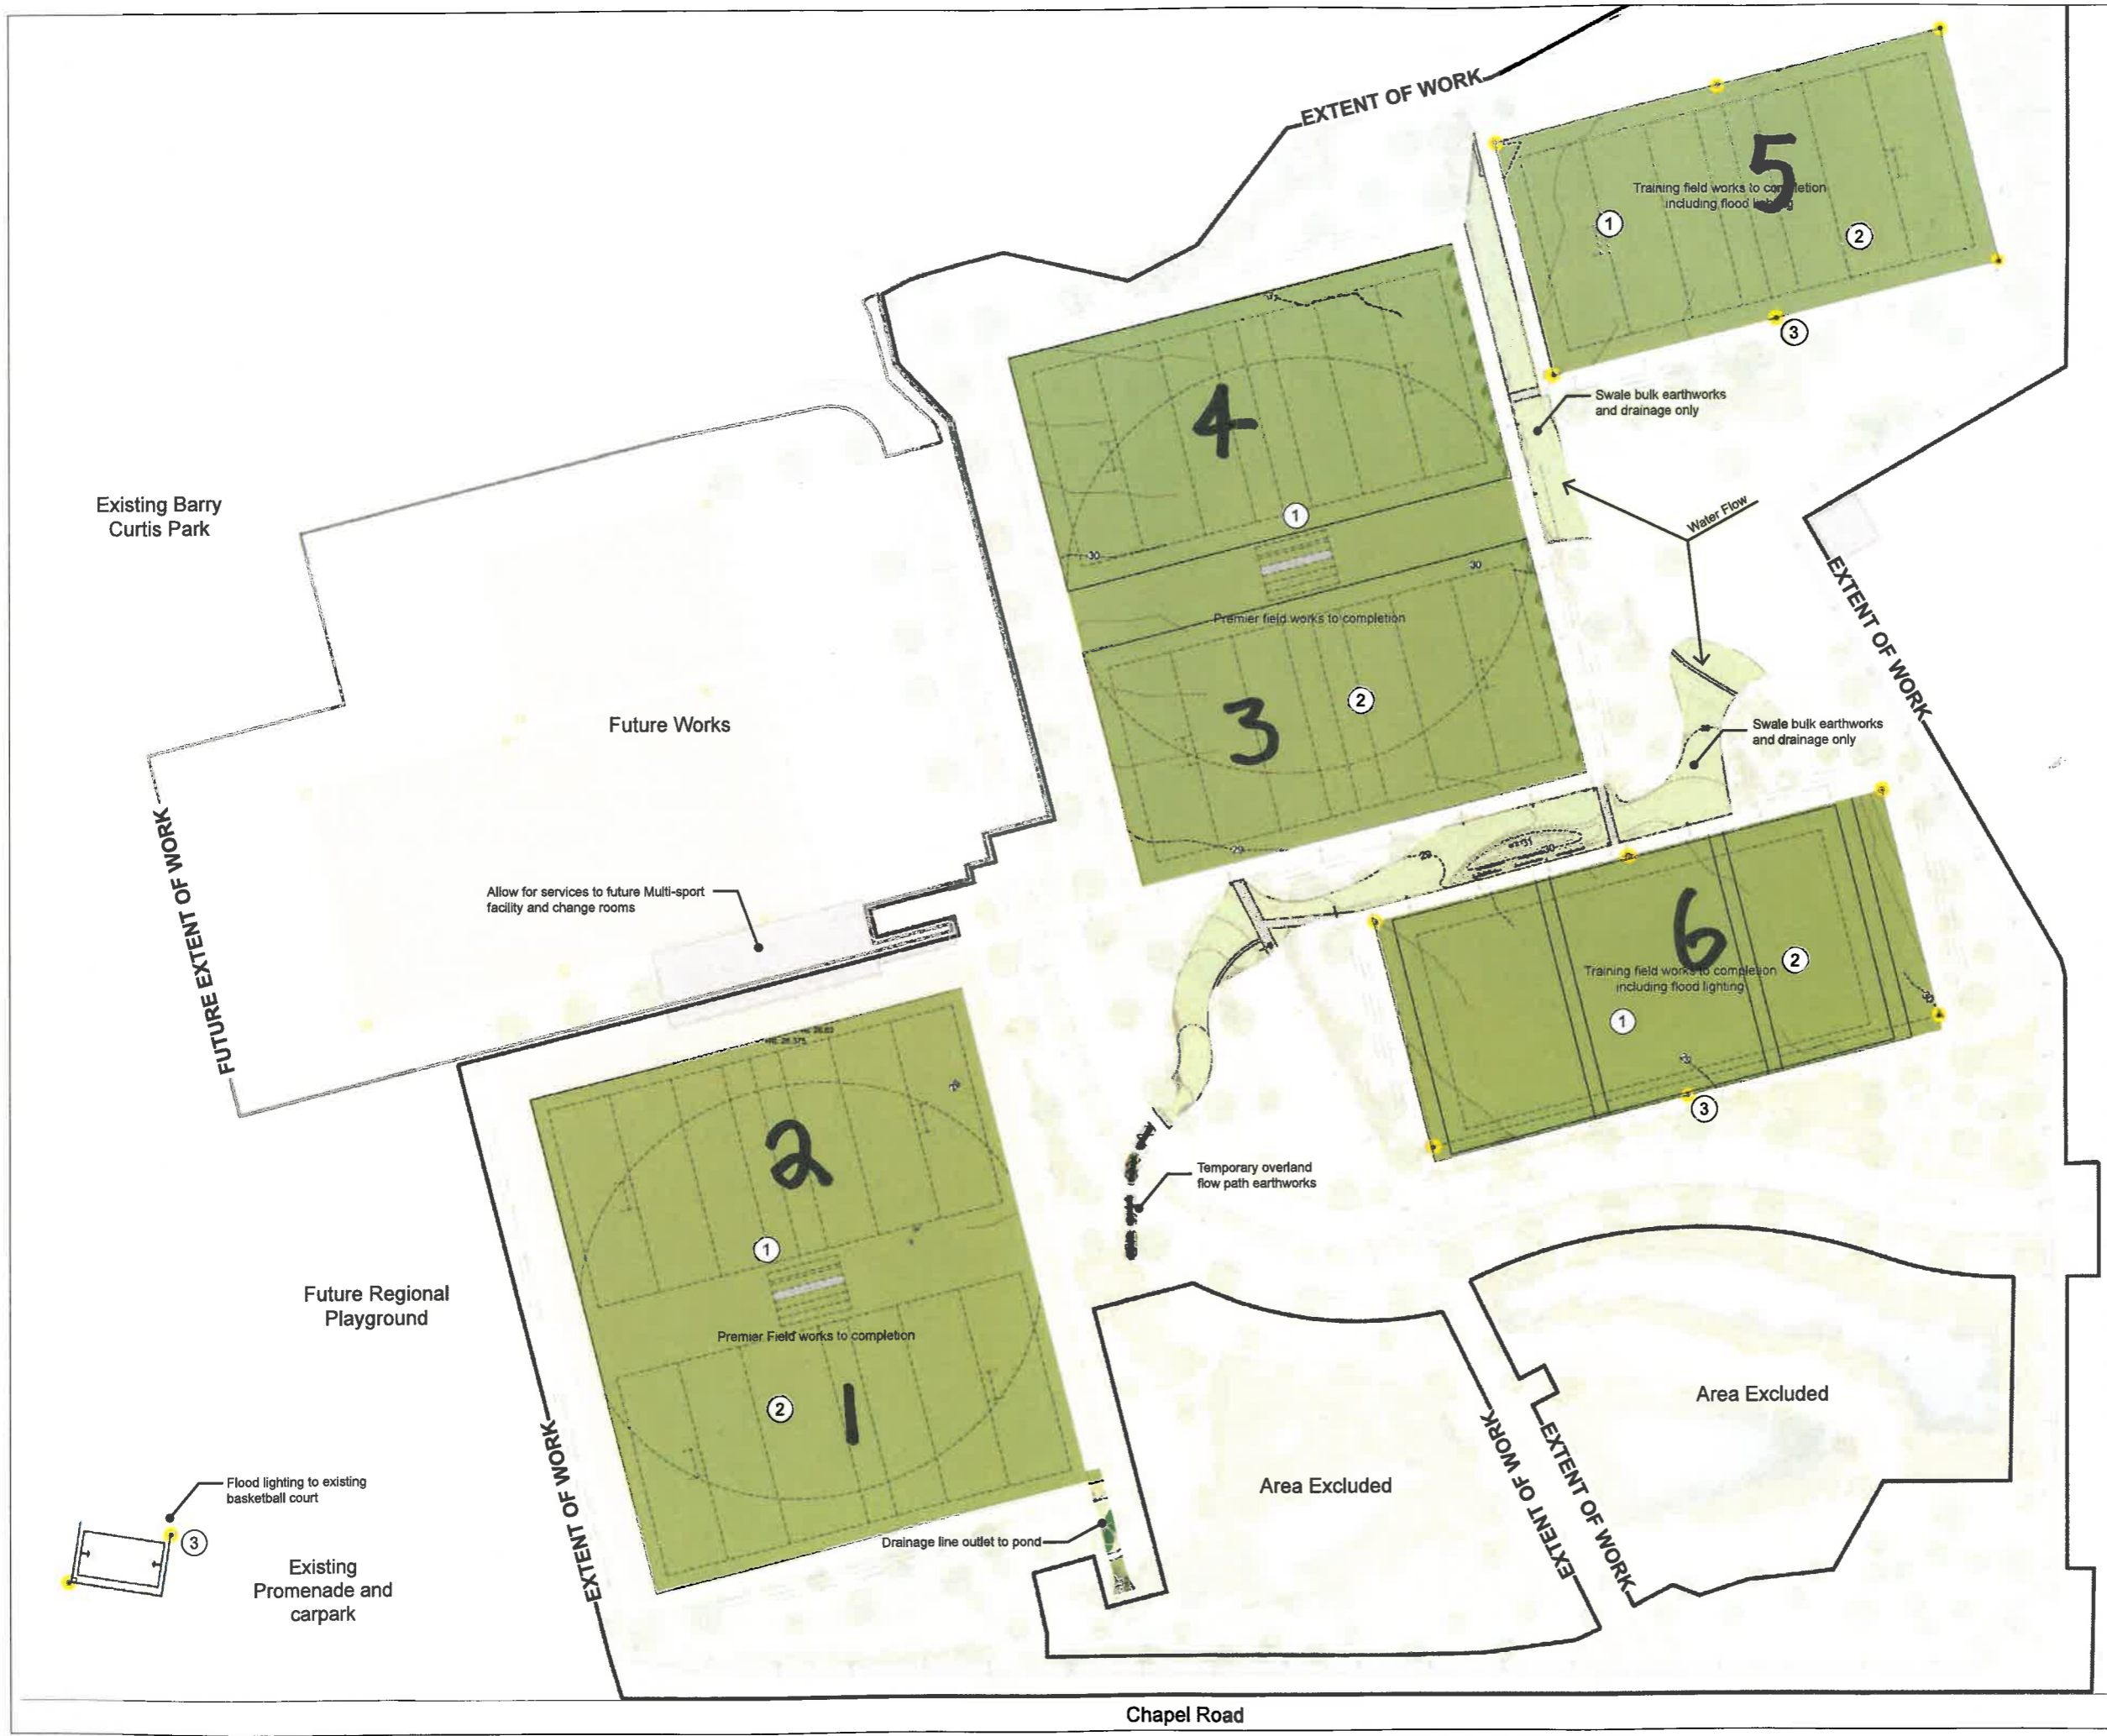 EXTENT OF WORK
5
Training field works to completion
including flood lighting
1
2
3
4
Swale bulk earthworks
and drainage only
Existing Barry
Curtis Park
Water Flow
1
30
30
Premier field works to completion
EXTENT OF WORK
3
2
Future Works
Swale bulk earthworks
and drainage only
FUTURE EXTENT OF WORK
Allow for services to future Multi-sport
facility and change rooms
29
29
30
6
Training field works to completion
including flood lighting
2
1
30
3
2
1
Temporary overland
flow path earthworks
Future Regional
Playground
Premier Field works to completion
1
2
Area Excluded
Area Excluded
EXTENT OF WORK
EXTENT OF WORK
EXTENT OF WORK
Flood lighting to existing
basketball court
3
Drainage line outlet to pond
Existing
Promenade and
carpark
Chapel Road